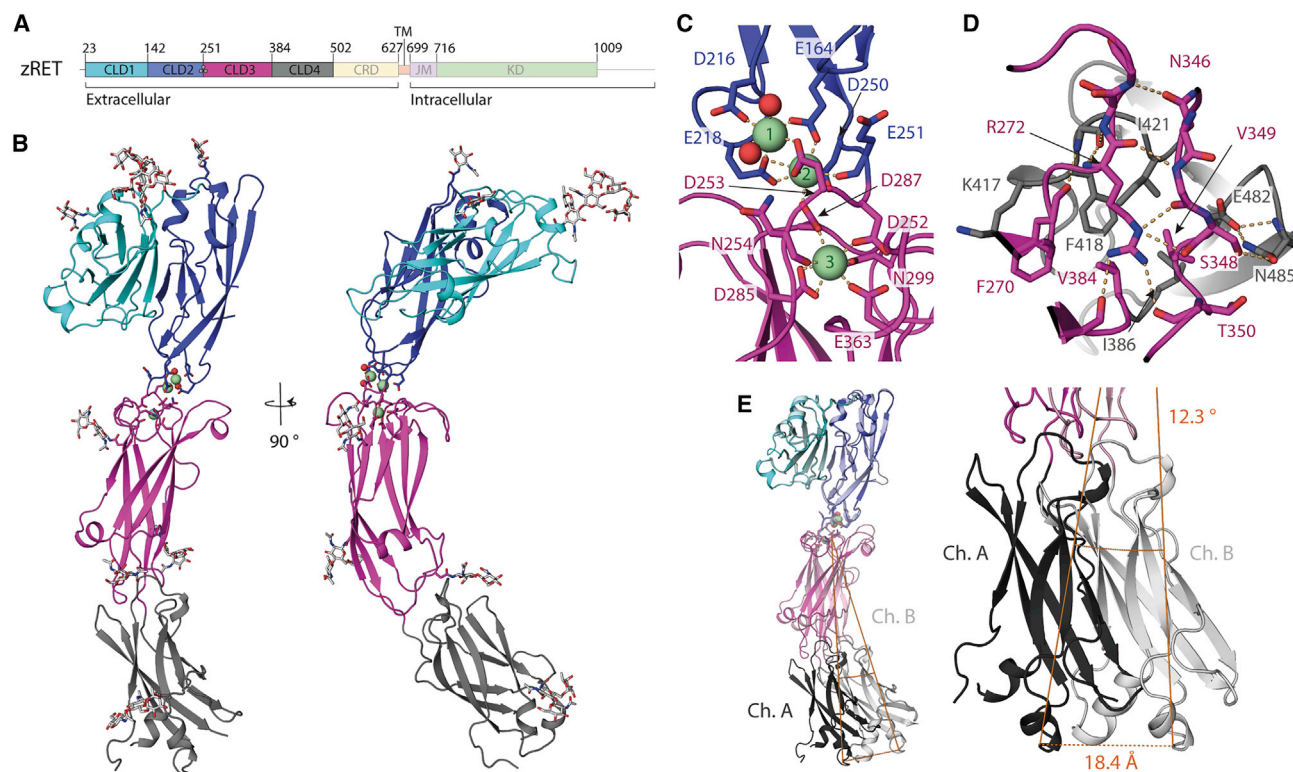 A
TM
23 142 251 384 502 627 699 716 1009
zRET CLD1 CLD2 CLD3 CLD4 CRD JM KD
Extracellular Intracellular
B
90 °
C
D216
E164
D250
E218
E251
1
2
D253
D287
D252
N254
3
N299
D285
E363
D
N346
R272
I421
V349
K417
E482
F418
S348
N485
F270
V384
I386
T350
E
Ch. B
Ch. A
12.3 °
Ch. A
Ch. B
18.4 Å